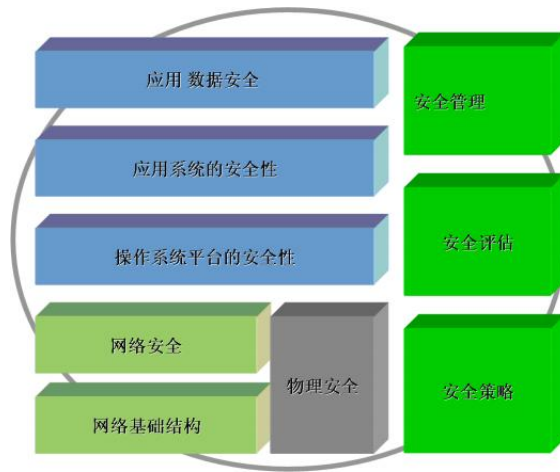 应用 数据安全
安全管理
应用系统的安全性
安全评估
操作系统平台的安全性
网络安全
物理安全
安全策略
网络基础结构